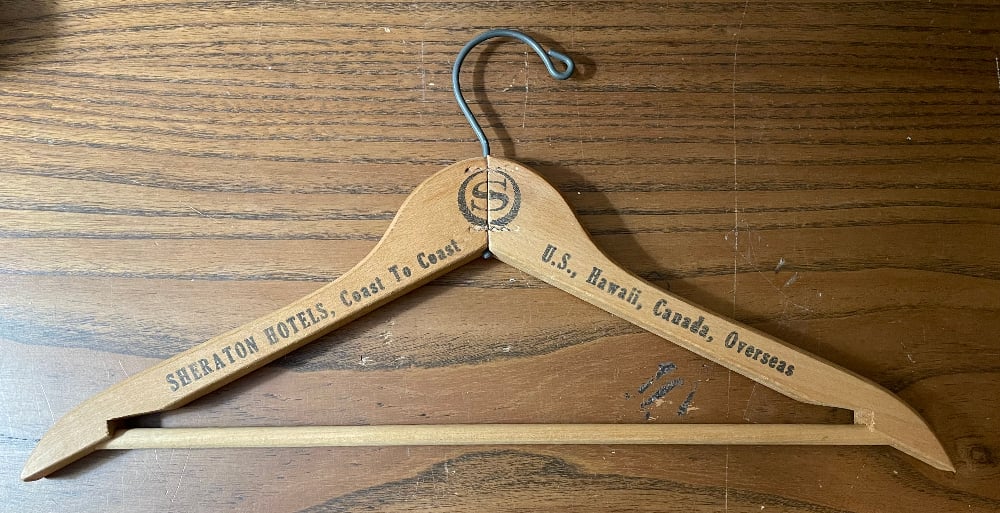 S
SHERATON HOTELS, Coast To Coast
U.S., Hawaii, Canada, Overseas